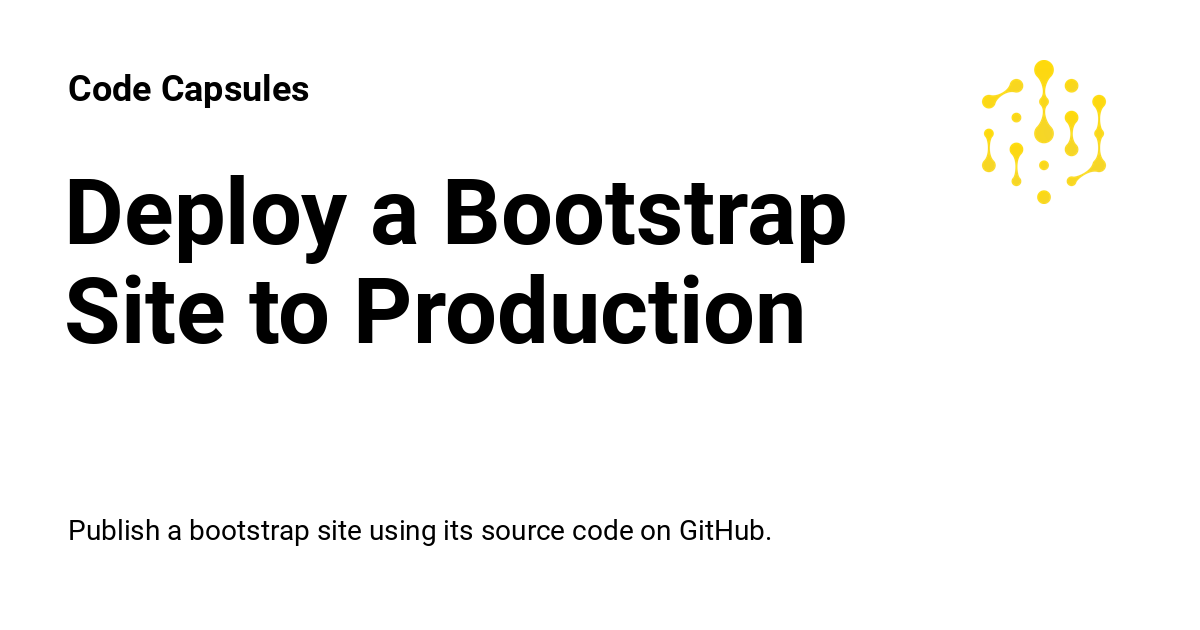 Code Capsules
Deploy a Bootstrap
Site to Production
Publish a bootstrap site using its source code on GitHub.